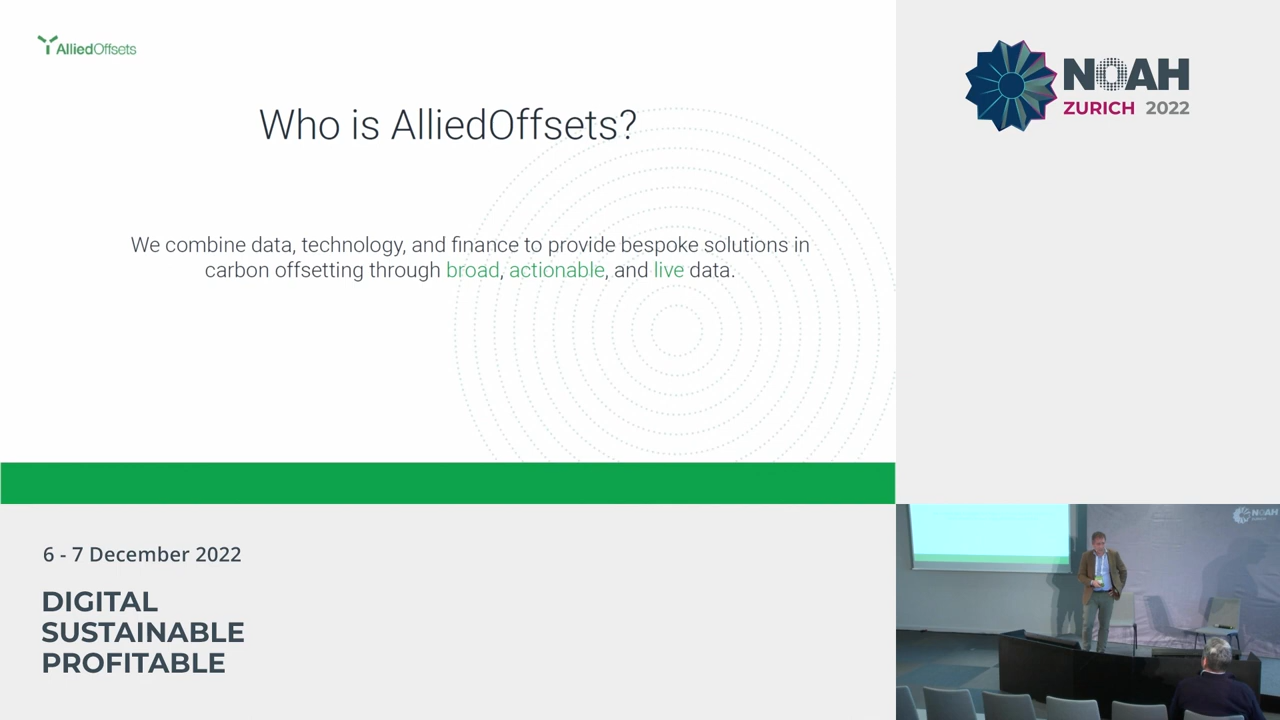 AlliedOffsets
Who is AlliedOffsets?
We combine data, technology, and finance to provide bespoke solutions in
carbon offsetting through broad, actionable, and live data.
NOAH
ZURICH 2022
6 - 7 December 2022
DIGITAL
SUSTAINABLE
PROFITABLE
NOAH